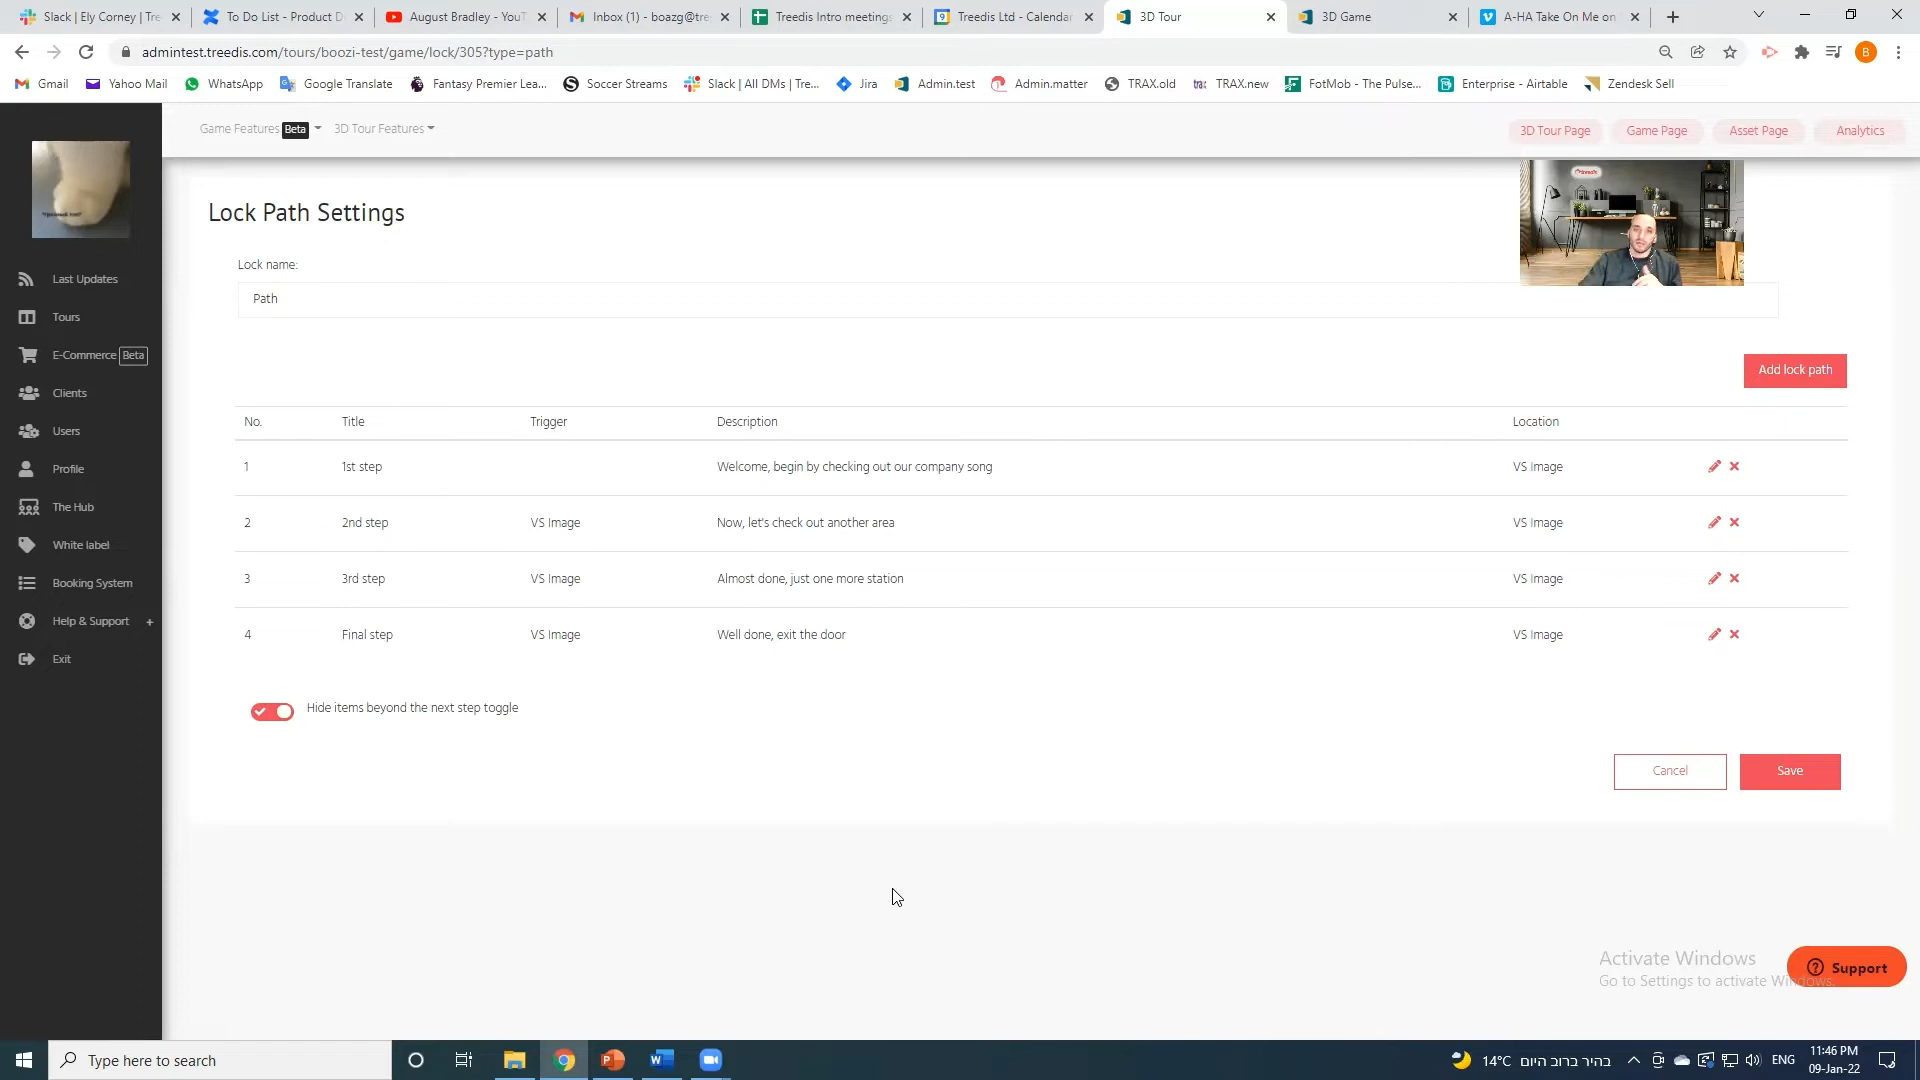 Slack | Ely Corney | Tre
To Do List - Product D
August Bradley - YouT
Inbox (1) - boazg@tre
Treedis Intro meetings
Treedis Ltd - Calendar
3D Tour
3D Game
A-HA Take On Me on
admintest.treedis.com/tours/boozi-test/game/lock/305?type=path
B
Gmail
Yahoo Mail
WhatsApp
Google Translate
Fantasy Premier Lea...
Soccer Streams
Slack | All DMs | Tre...
Jira
Admin.test
Admin.matter
TRAX.old
TRAX.new
FotMob - The Pulse...
Enterprise - Airtable
Zendesk Sell
Game Features Beta
3D Tour Features
3D Tour Page
Game Page
Asset Page
Analytics
Last Updates
Tours
E-Commerce Beta
Clients
Users
Profile
The Hub
White label
Booking System
Help & Support +
Exit
Lock Path Settings
Lock name:
Path
Add lock path
No. Title Trigger Description Location
1 1st step Welcome, begin by checking out our company song VS Image
2 2nd step VS Image Now, let's check out another area VS Image
3 3rd step VS Image Almost done, just one more station VS Image
4 Final step VS Image Well done, exit the door VS Image
Hide items beyond the next step toggle
Cancel
Save
Activate Windows
Go to Settings to activate Windows.
Support
Type here to search
14°C בהיר ברוב היום
ENG
11:46 PM
09-Jan-22